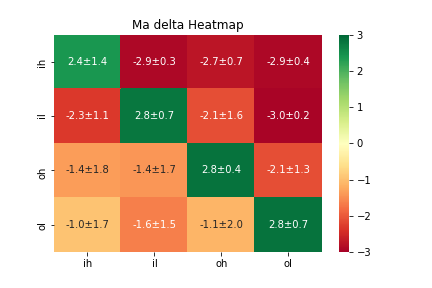 Ma delta Heatmap
ih 2.4±1.4 -2.9±0.3 -2.7±0.7 -2.9±0.4
il -2.3±1.1 2.8±0.7 -2.1±1.6 -3.0±0.2
oh -1.4±1.8 -1.4±1.7 2.8±0.4 -2.1±1.3
ol -1.0±1.7 -1.6±1.5 -1.1±2.0 2.8±0.7
ih il oh ol
3
2
1
0
−1
−2
−3